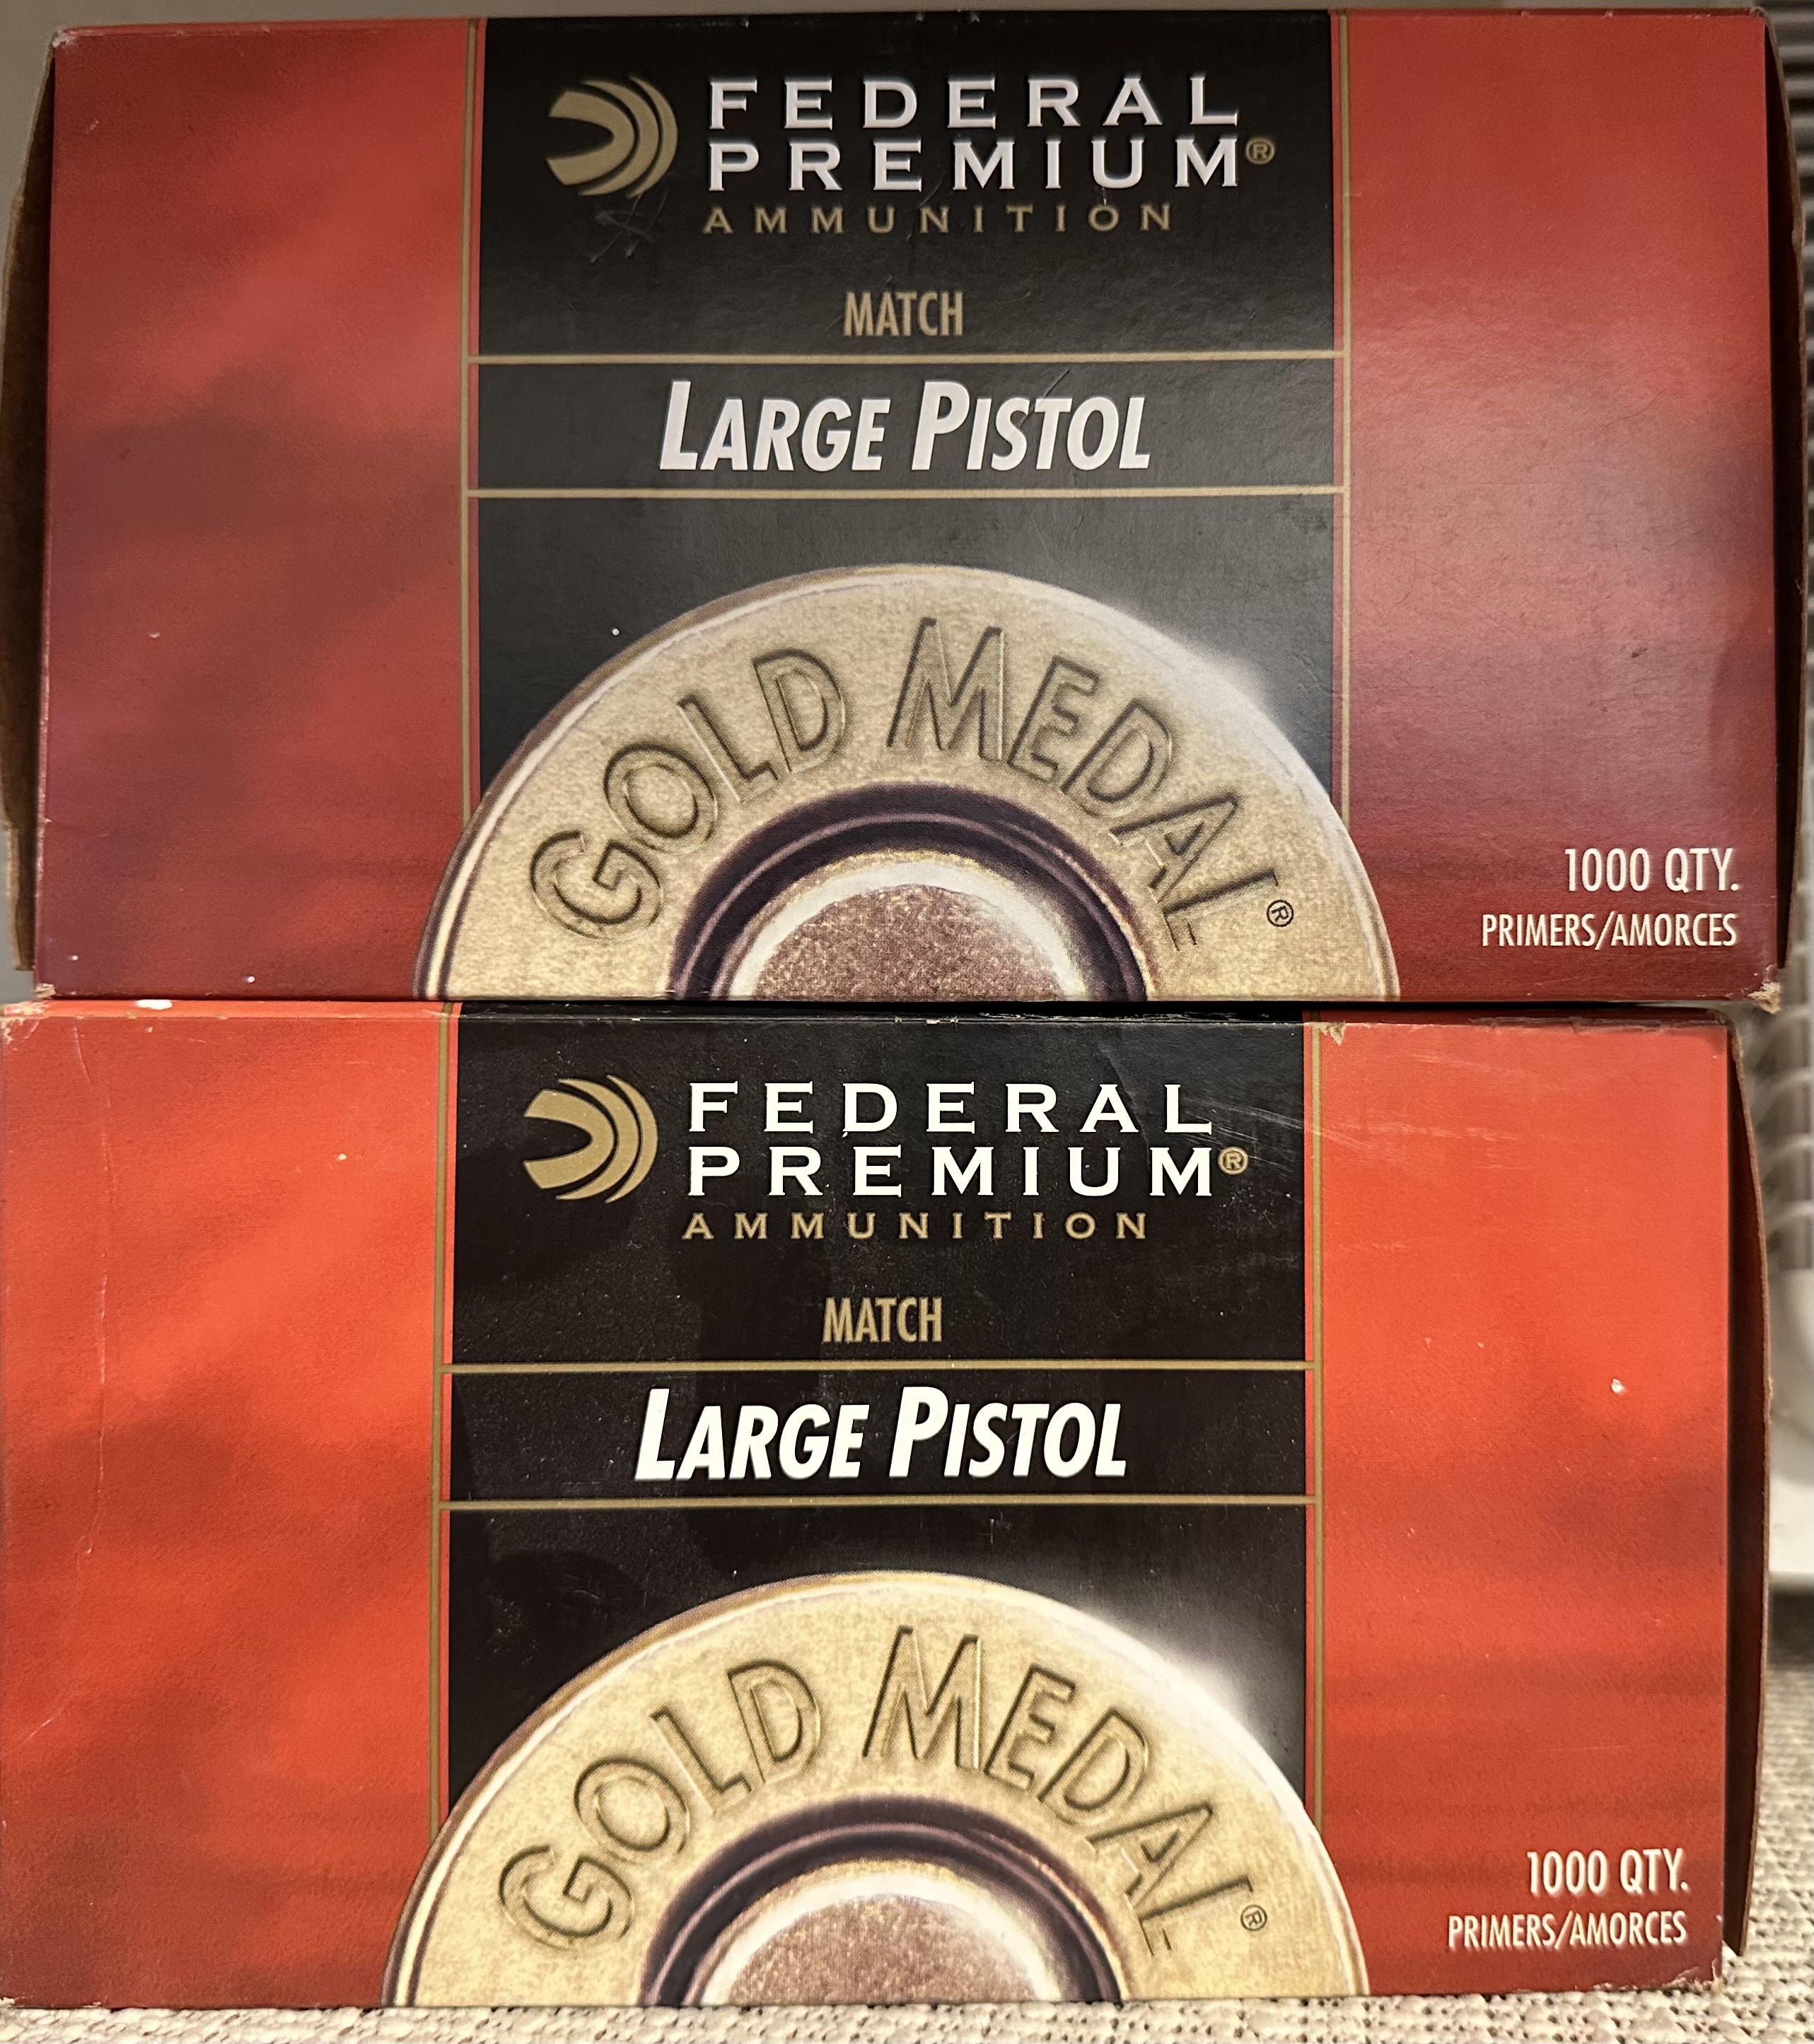 FEDERAL
PREMIUM®
AMMUNITION
MATCH
LARGE PISTOL
GOLD MEDAL®
1000 QTY.
PRIMERS/AMORCES
FEDERAL
PREMIUM®
AMMUNITION
MATCH
LARGE PISTOL
GOLD MEDAL®
1000 QTY.
PRIMERS/AMORCES